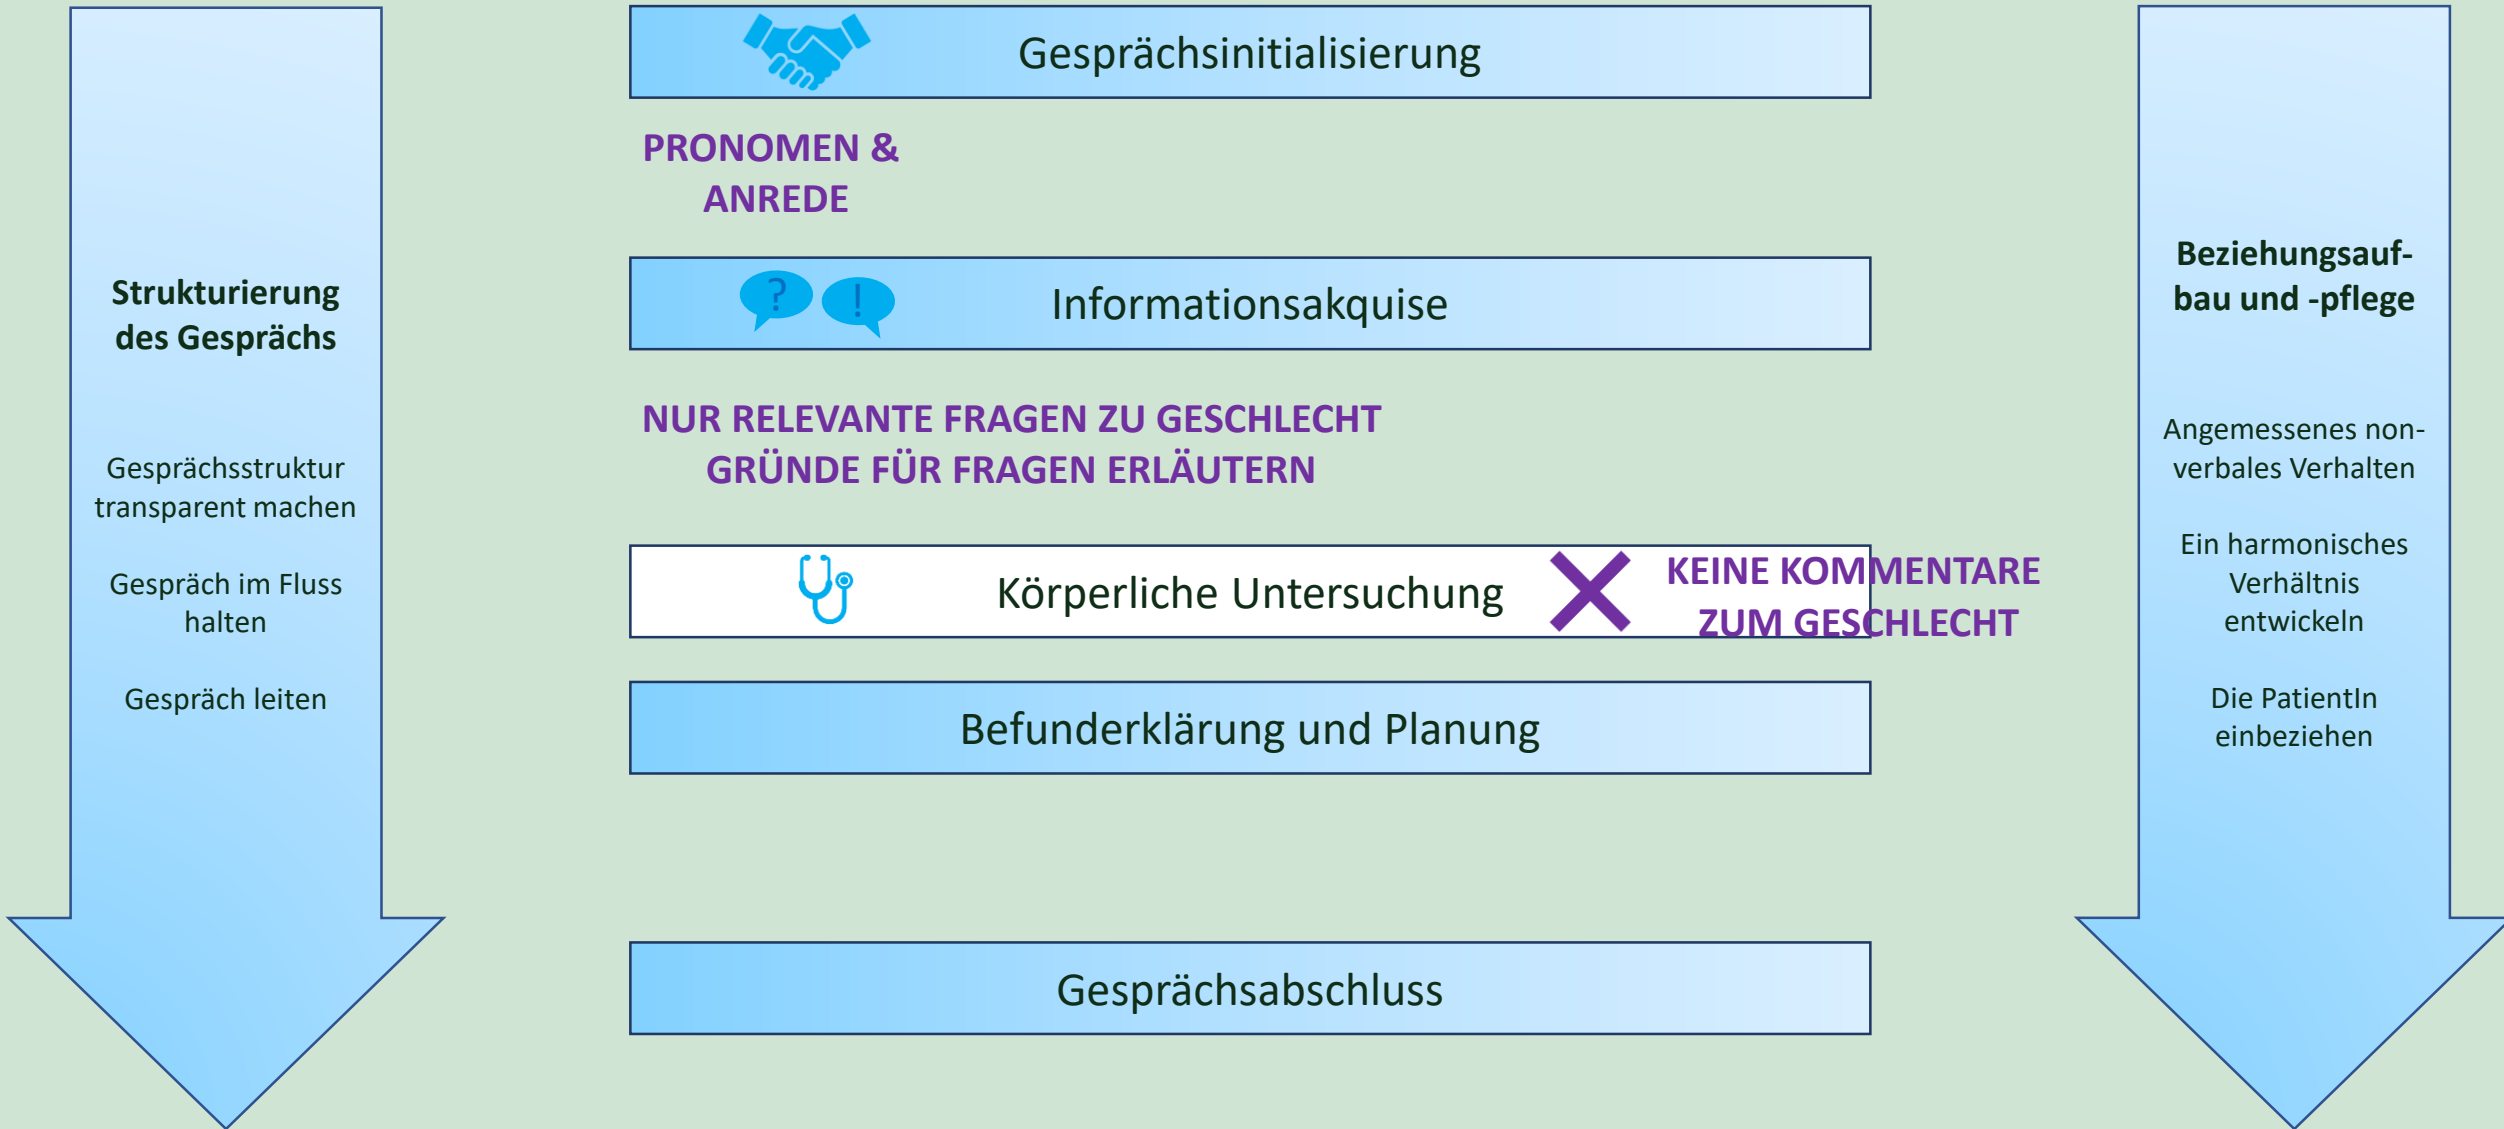 Strukturierung
des Gesprächs
Gesprächsstruktur
transparent machen
Gespräch im Fluss
halten
Gespräch leiten
Gesprächsinitialisierung
PRONOMEN &
ANREDE
? !
Informationsakquise
NUR RELEVANTE FRAGEN ZU GESCHLECHT
GRÜNDE FÜR FRAGEN ERLÄUTERN
Körperliche Untersuchung
KEINE KOMMENTARE
ZUM GESCHLECHT
Befunderklärung und Planung
Gesprächsabschluss
Beziehungsauf-
bau und -pflege
Angemessenes non-
verbales Verhalten
Ein harmonisches
Verhältnis
entwickeln
Die PatientIn
einbeziehen